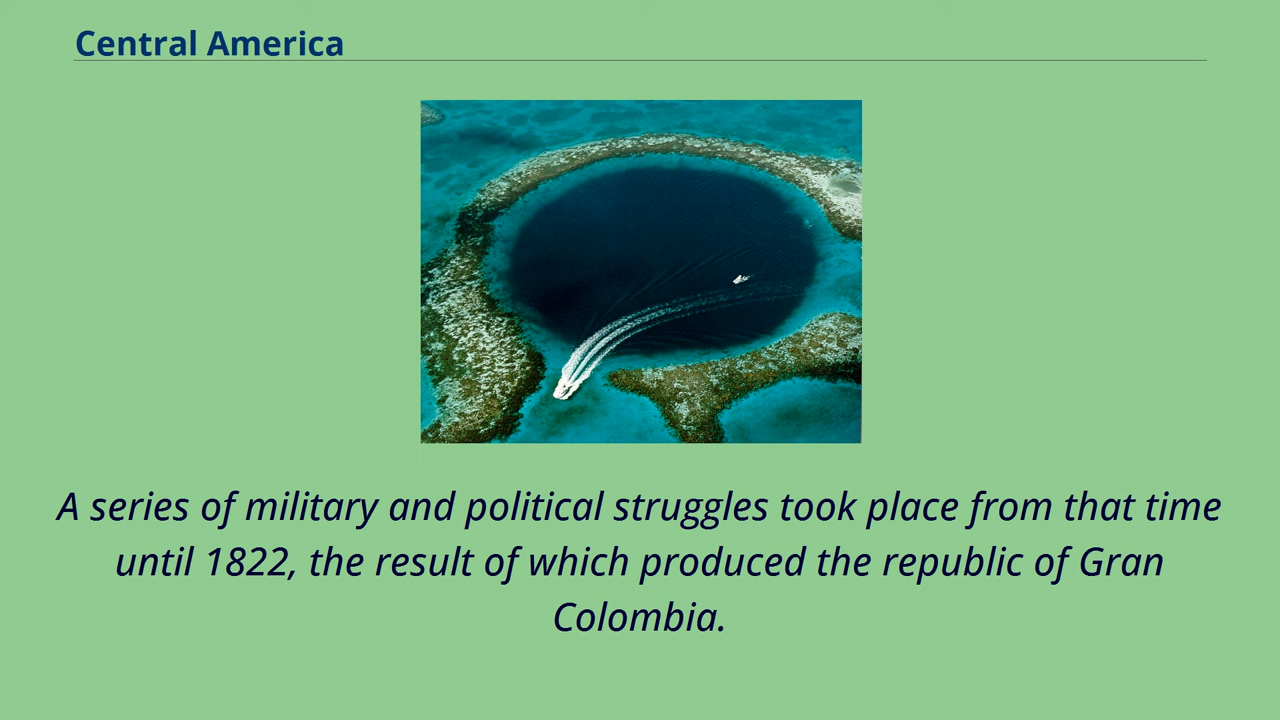 Central America
A series of military and political struggles took place from that time
until 1822, the result of which produced the republic of Gran
Colombia.